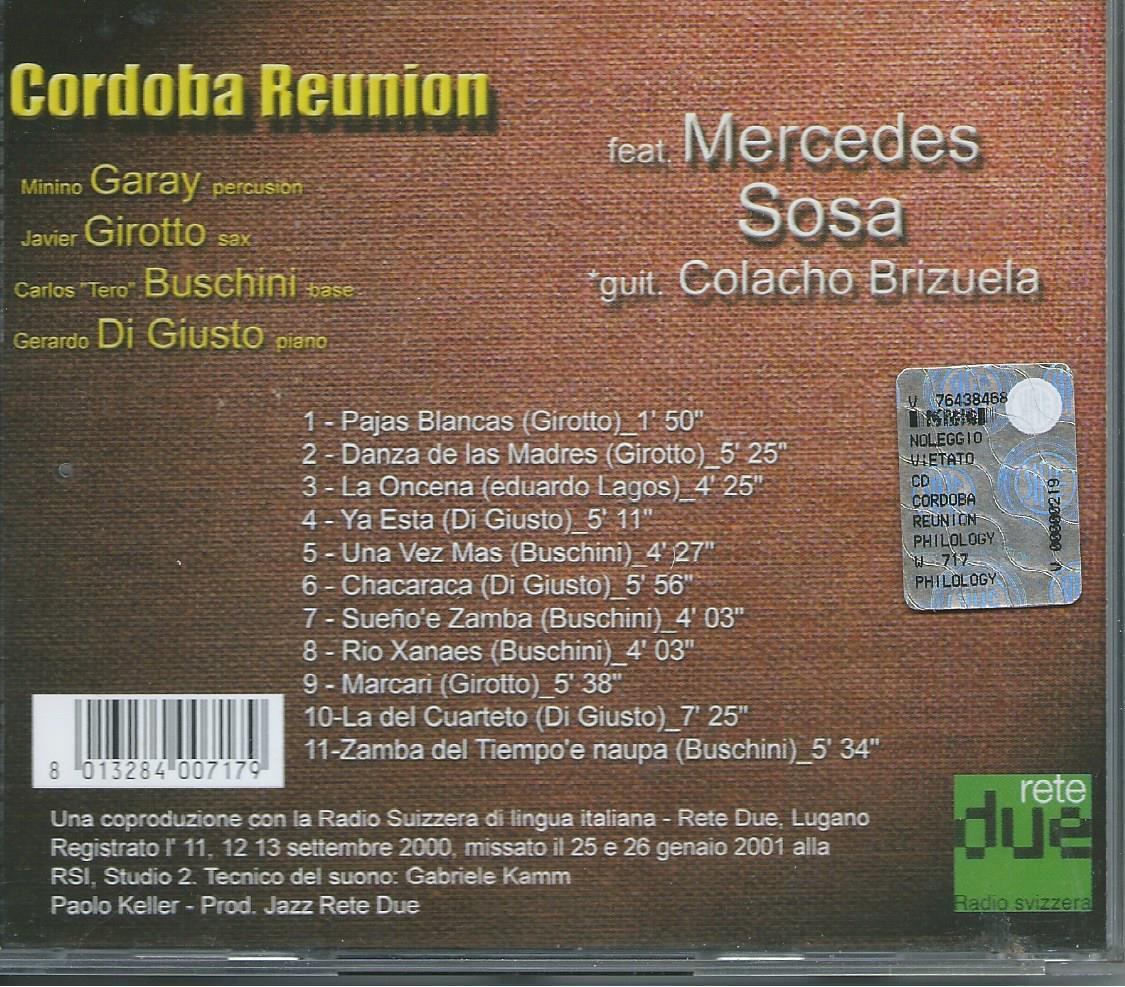 Cordoba Reunion
Minino Garay percusion
Javier Girotto sax
Carlos "Tero" Buschini base
Gerardo Di Giusto piano
feat. Mercedes
Sosa
*guit. Colacho Brizuela
1 - Pajas Blancas (Girotto)_1' 50"
2 - Danza de las Madres (Girotto)_5' 25"
3 - La Oncena (eduardo Lagos)_4' 25"
4 - Ya Esta (Di Giusto)_5' 11"
5 - Una Vez Mas (Buschini)_4' 27"
6 - Chacaraca (Di Giusto)_5' 56"
7 - Sueño'e Zamba (Buschini)_4' 03"
8 - Rio Xanaes (Buschini)_4' 03"
9 - Marcari (Girotto)_5' 38"
10-La del Cuarteto (Di Giusto)_7' 25"
11-Zamba del Tiempo'e naupa (Buschini)_5' 34"
V 76438468
NOLEGGIO
VIETATO
CD
CORDOBA
REUNION
PHILOLOGY
W 717
PHILOLOGY
V 00000219
8 013284 007179
Una coproduzione con la Radio Suizzera di lingua italiana - Rete Due, Lugano
Registrato l' 11, 12 13 settembre 2000, missato il 25 e 26 genaio 2001 alla
RSI, Studio 2. Tecnico del suono: Gabriele Kamm
Paolo Keller - Prod. Jazz Rete Due
rete
due
Radio svizzera